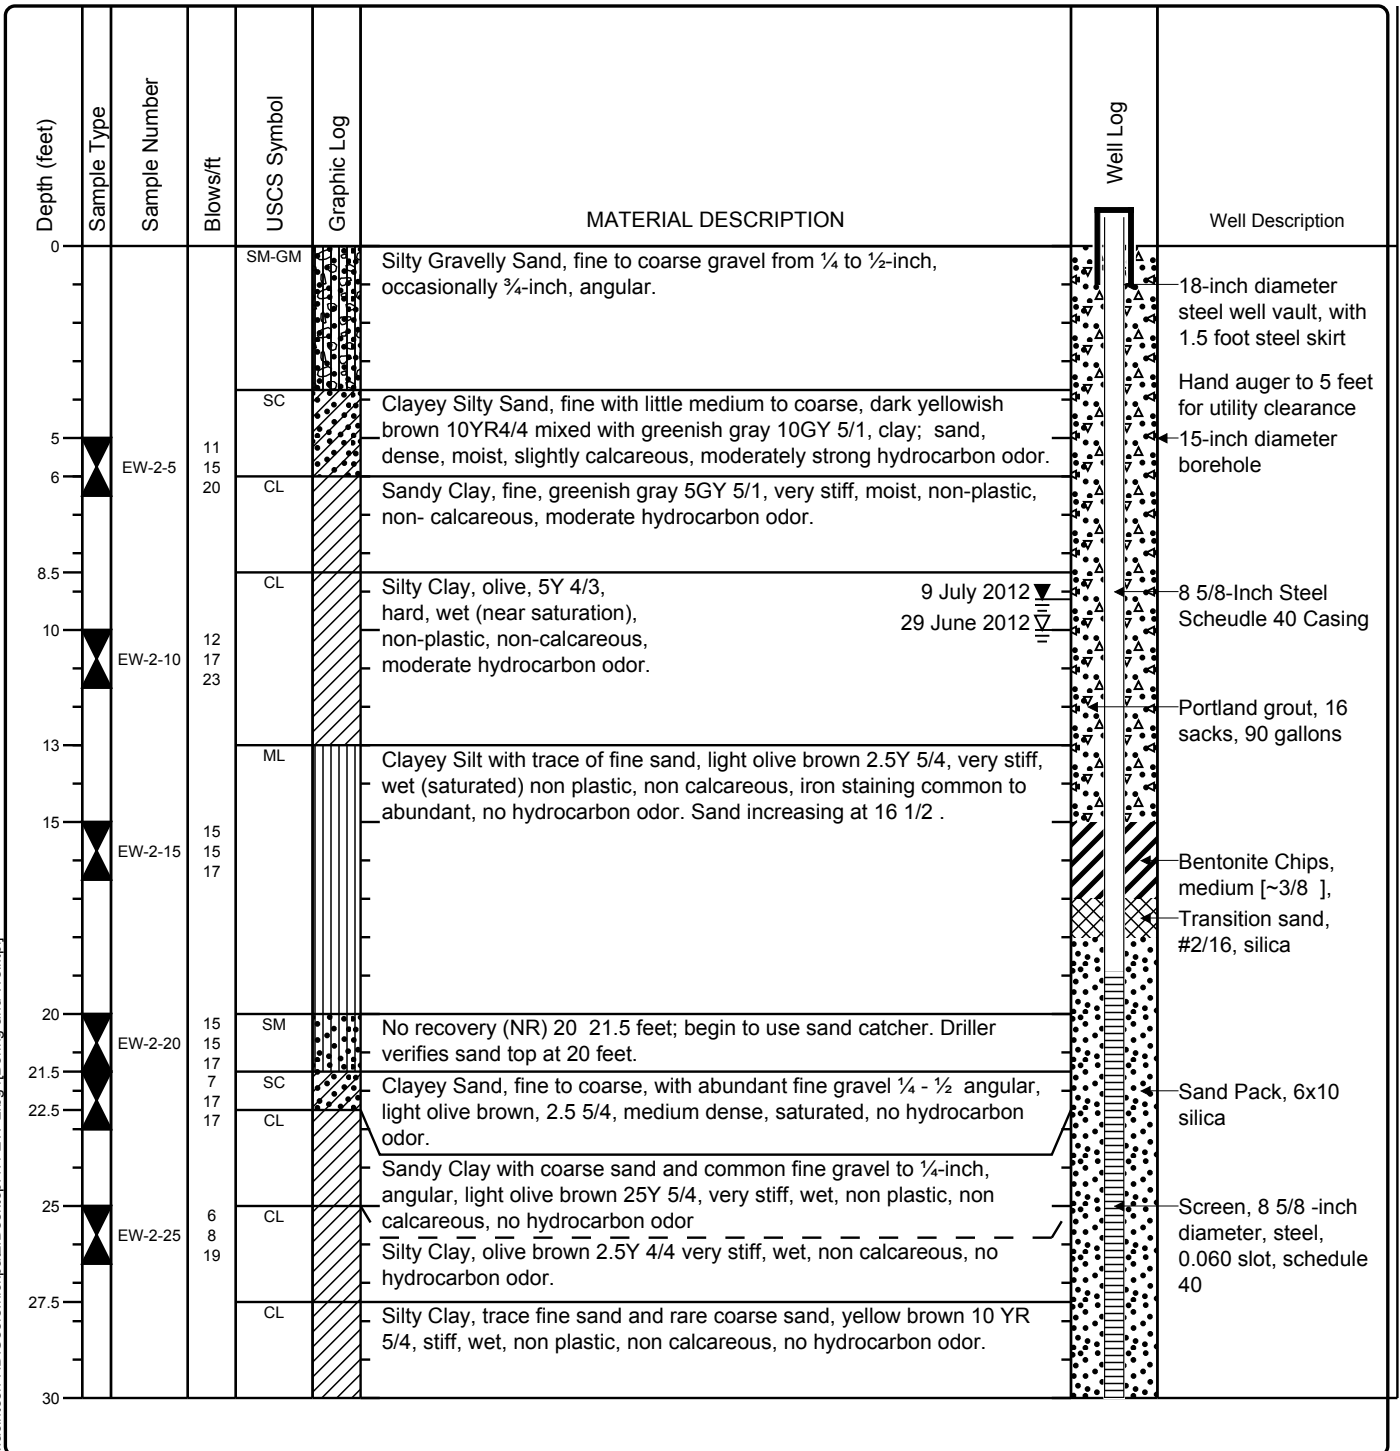 Depth (feet)
Sample Type
Sample Number
Blows/ft
USCS Symbol
Graphic Log
MATERIAL DESCRIPTION
Well Log
Well Description
0
SM-GM
Silty Gravelly Sand, fine to coarse gravel from ¼ to ½-inch,
occasionally ¾-inch, angular.
18-inch diameter
steel well vault, with
1.5 foot steel skirt
Hand auger to 5 feet
for utility clearance
SC
Clayey Silty Sand, fine with little medium to coarse, dark yellowish
brown 10YR4/4 mixed with greenish gray 10GY 5/1, clay; sand,
dense, moist, slightly calcareous, moderately strong hydrocarbon odor.
15-inch diameter
borehole
5
EW-2-5
11
15
20
6
CL
Sandy Clay, fine, greenish gray 5GY 5/1, very stiff, moist, non-plastic,
non- calcareous, moderate hydrocarbon odor.
8.5
CL
Silty Clay, olive, 5Y 4/3,
hard, wet (near saturation),
non-plastic, non-calcareous,
moderate hydrocarbon odor.
9 July 2012
29 June 2012
8 5/8-Inch Steel
Scheudle 40 Casing
10
EW-2-10
12
17
23
Portland grout, 16
sacks, 90 gallons
13
ML
Clayey Silt with trace of fine sand, light olive brown 2.5Y 5/4, very stiff,
wet (saturated) non plastic, non calcareous, iron staining common to
abundant, no hydrocarbon odor. Sand increasing at 16 1/2 .
15
EW-2-15
15
15
17
Bentonite Chips,
medium [~3/8 ],
Transition sand,
#2/16, silica
20
EW-2-20
15
15
17
SM
No recovery (NR) 20 21.5 feet; begin to use sand catcher. Driller
verifies sand top at 20 feet.
21.5
7
17
17
SC
Clayey Sand, fine to coarse, with abundant fine gravel ¼ - ½ angular,
light olive brown, 2.5 5/4, medium dense, saturated, no hydrocarbon
odor.
Sand Pack, 6x10
silica
22.5
CL
Sandy Clay with coarse sand and common fine gravel to ¼-inch,
angular, light olive brown 25Y 5/4, very stiff, wet, non plastic, non
calcareous, no hydrocarbon odor
25
EW-2-25
6
8
19
CL
Silty Clay, olive brown 2.5Y 4/4 very stiff, wet, non calcareous, no
hydrocarbon odor.
Screen, 8 5/8 -inch
diameter, steel,
0.060 slot, schedule
40
27.5
CL
Silty Clay, trace fine sand and rare coarse sand, yellow brown 10 YR
5/4, stiff, wet, non plastic, non calcareous, no hydrocarbon odor.
30